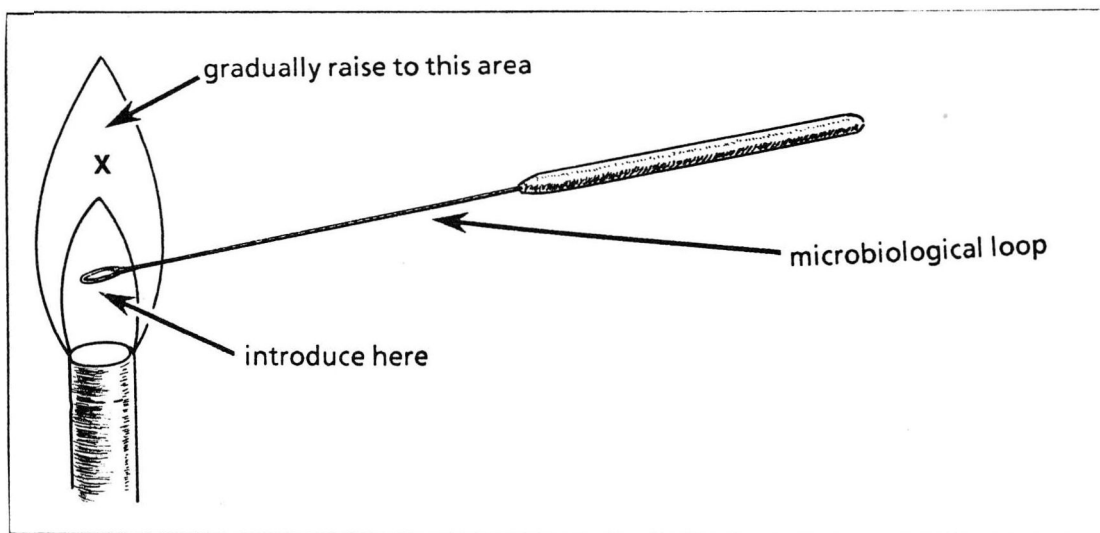 gradually raise to this area
X
microbiological loop
introduce here